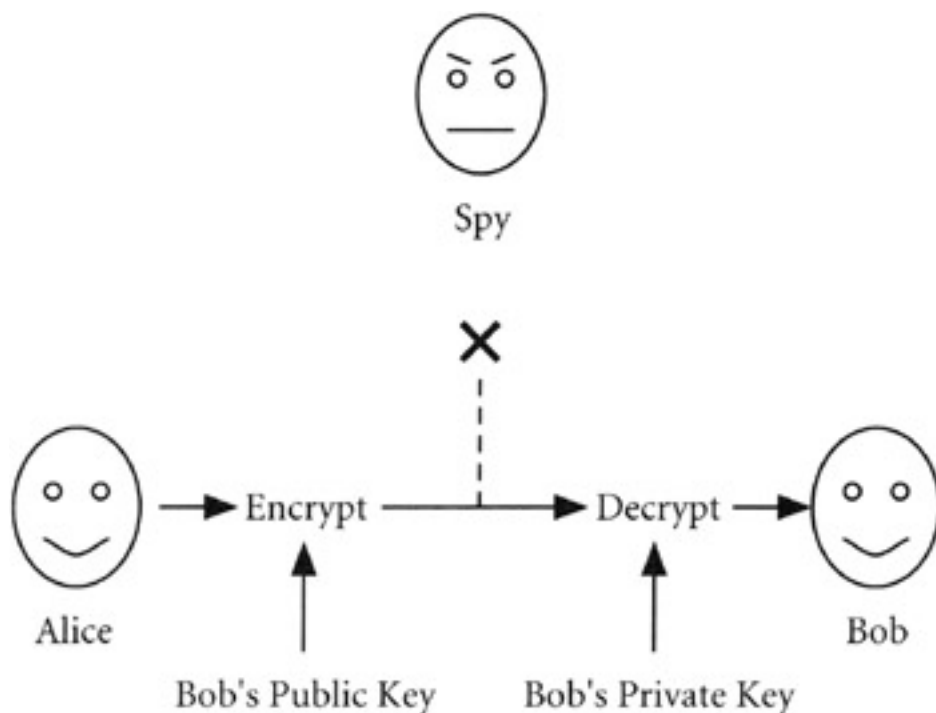 Spy
Encrypt
Decrypt
Alice
Bob
Bob's Public Key
Bob's Private Key